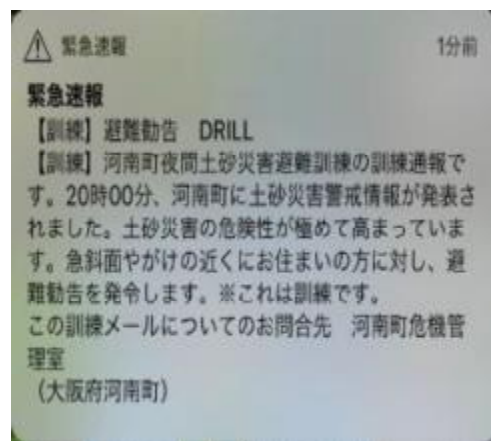 緊急速報 1分前
緊急速報
【訓練】避難勧告 DRILL
【訓練】河南町夜間土砂災害避難訓練の訓練通報で
す。20時00分、河南町に土砂災害警戒情報が発表さ
れました。土砂災害の危険性が極めて高まっていま
す。急斜面やがけの近くにお住まいの方に対し、避
難勧告を発令します。※これは訓練です。
この訓練メールについてのお問合先 河南町危機管
理室
（大阪府河南町）